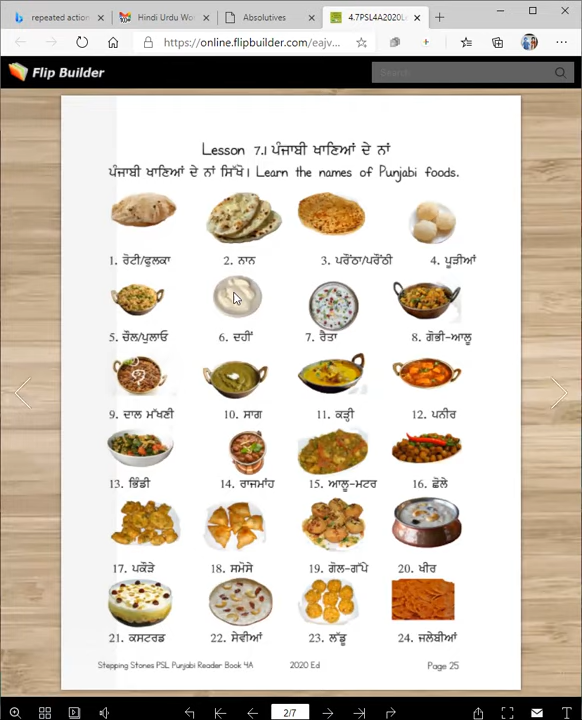 repeated action
Hindi Urdu Wo
Absolutives
4.7PSL4A2020L
https://online.flipbuilder.com/eajv...
Flip Builder
Search
Lesson 7.1 ਪੰਜਾਬੀ ਖਾਣਿਆਂ ਦੇ ਨਾਂ
ਪੰਜਾਬੀ ਖਾਣਿਆਂ ਦੇ ਨਾਂ ਸਿੱਖੋ। Learn the names of Punjabi foods.
1. ਰੋਟੀ/ਫੁਲਕਾ 2. ਨਾਨ 3. ਪਰੌਂਠਾ/ਪਰੌਂਠੀ 4. ਪੂੜੀਆਂ
5. ਚੌਲ/ਪੁਲਾਓ 6. ਦਹੀਂ 7. ਰੈਤਾ 8. ਗੋਭੀ-ਆਲੂ
9. ਦਾਲ ਮੱਖਣੀ 10. ਸਾਗ 11. ਕੜ੍ਹੀ 12. ਪਨੀਰ
13. ਭਿੰਡੀ 14. ਰਾਜਮਾਂਹ 15. ਆਲੂ-ਮਟਰ 16. ਛੋਲੇ
17. ਪਕੌੜੇ 18. ਸਮੋਸੇ 19. ਗੋਲ-ਗੱਪੇ 20. ਖੀਰ
21. ਕਸਟਰਡ 22. ਸੇਵੀਆਂ 23. ਲੱਡੂ 24. ਜਲੇਬੀਆਂ
Stepping Stones PSL Punjabi Reader Book 4A 2020 Ed Page 25
2/7